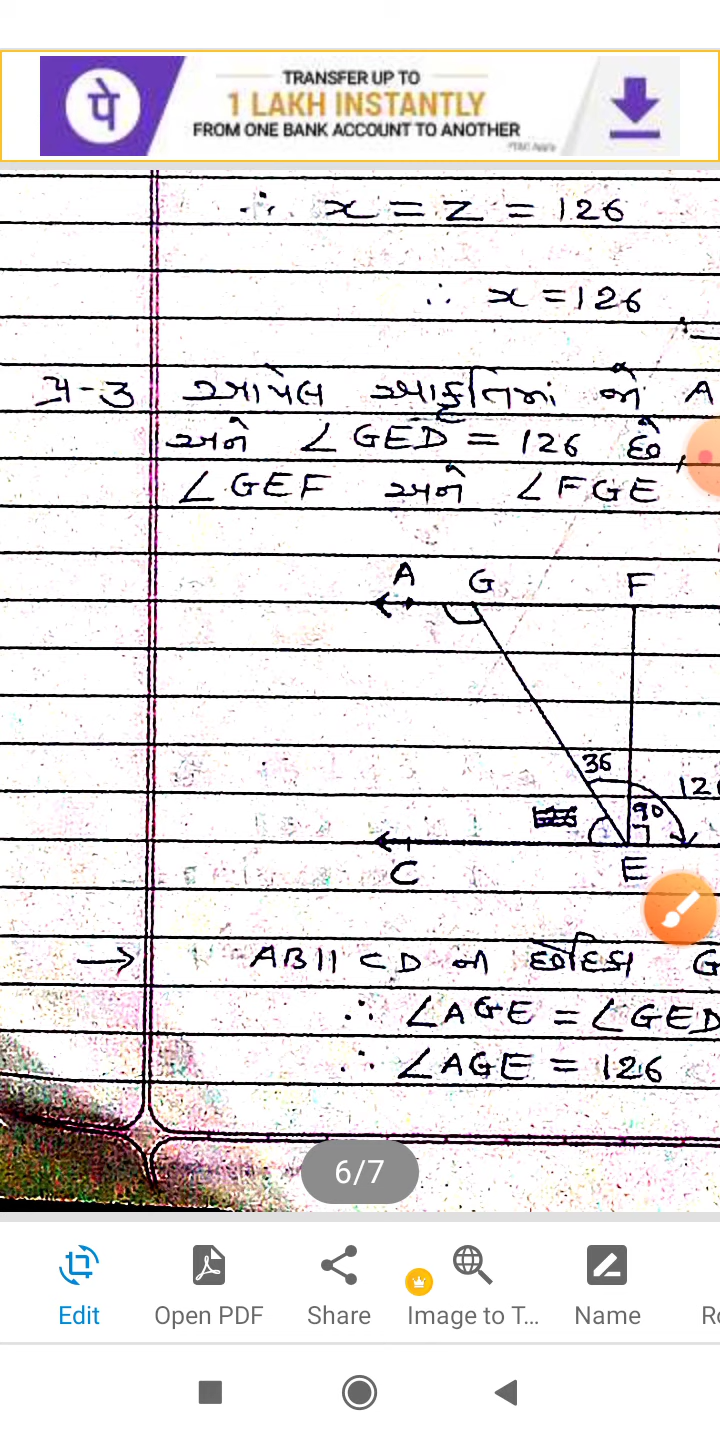 पे
TRANSFER UP TO
1 LAKH INSTANTLY
FROM ONE BANK ACCOUNT TO ANOTHER
∴ x = z = 126
∴ x = 126
પ્ર-3 આપેલ આકૃતિમાં જો A
અને ∠GED = 126 હોય,
∠GEF અને ∠FGE
A G F
36
90
C E
→ AB || CD ની છેદિકા G
∴ ∠AGE = ∠GED
∴ ∠AGE = 126
6/7
Edit Open PDF Share Image to T... Name